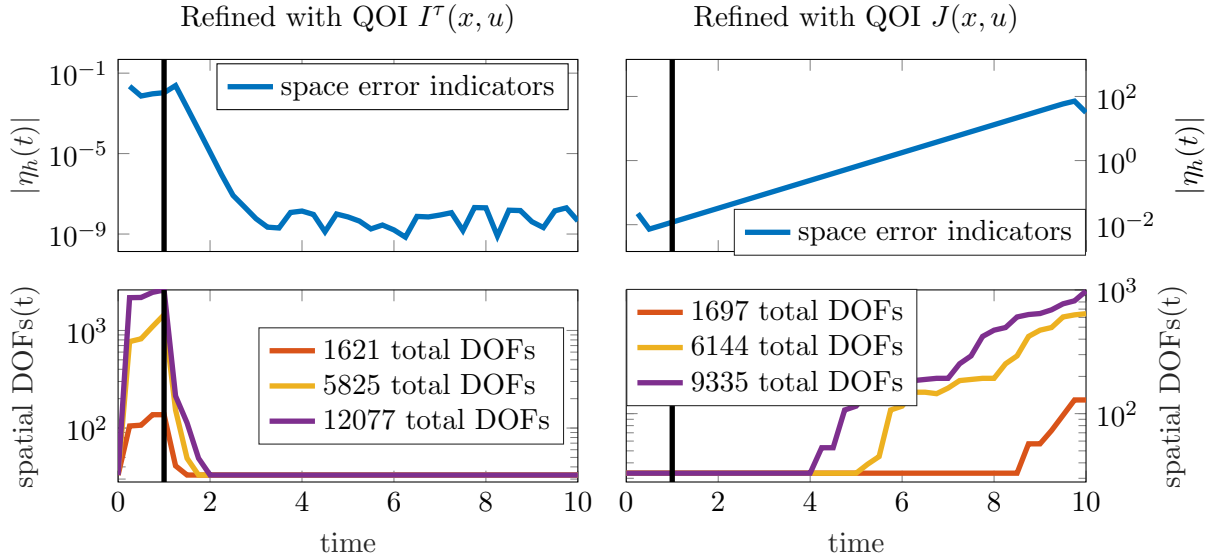 Refined with QOI I^τ(x, u)
Refined with QOI J(x, u)
10^−1
10^−5
10^−9
|η_h(t)|
space error indicators
10^2
10^0
10^−2
|η_h(t)|
space error indicators
10^3
10^2
spatial DOFs(t)
1621 total DOFs
5825 total DOFs
12077 total DOFs
0 2 4 6 8 10
time
1697 total DOFs
6144 total DOFs
9335 total DOFs
10^3
10^2
spatial DOFs(t)
0 2 4 6 8 10
time